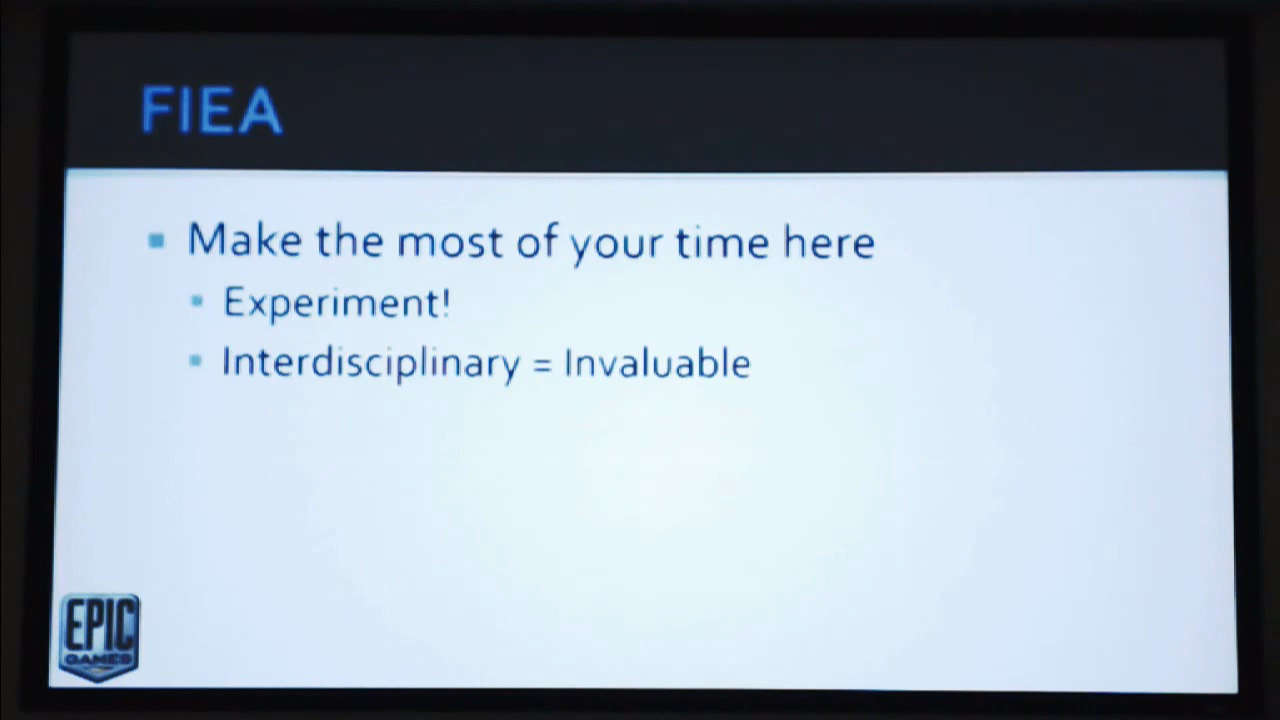 FIEA
Make the most of your time here
Experiment!
Interdisciplinary = Invaluable
EPIC
GAMES